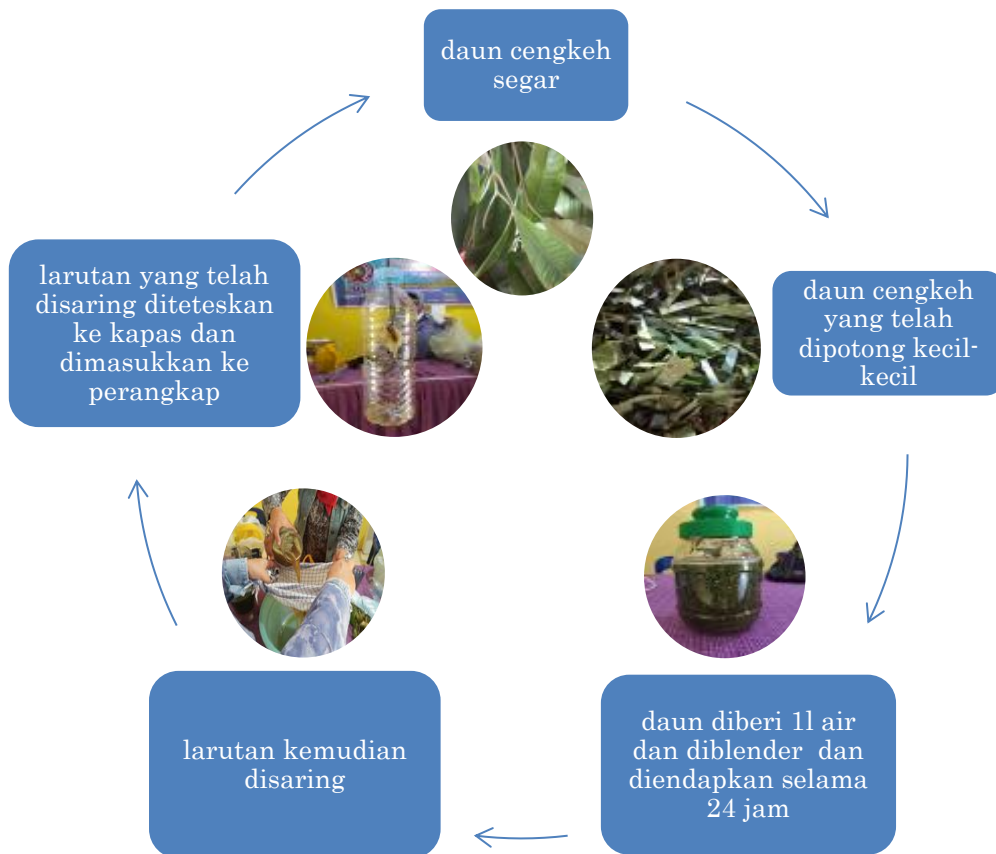 daun cengkeh
segar
daun cengkeh
yang telah
dipotong kecil-
kecil
daun diberi 1l air
dan diblender dan
diendapkan selama
24 jam
larutan kemudian
disaring
larutan yang telah
disaring diteteskan
ke kapas dan
dimasukkan ke
perangkap